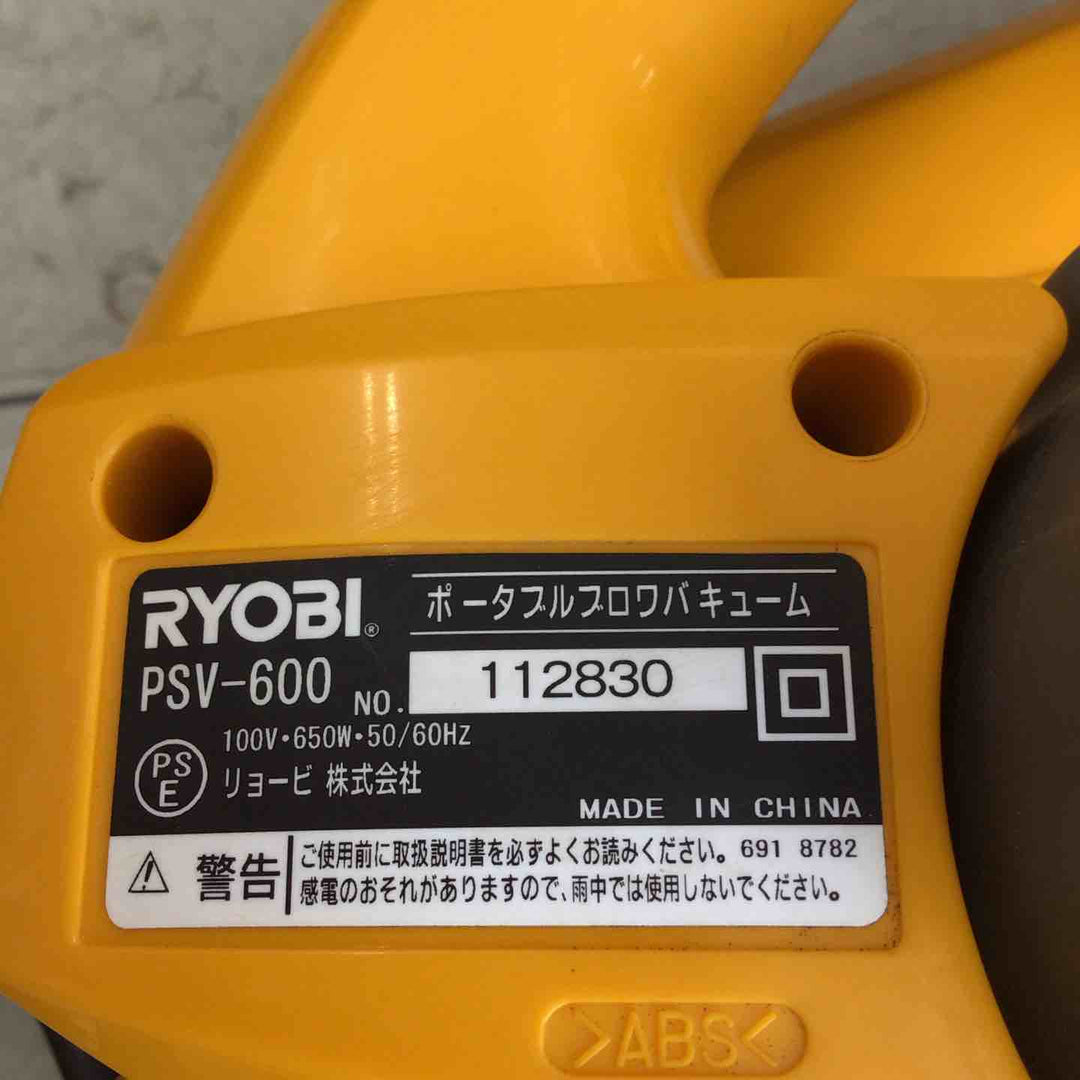 RYOBI®
ポータブルブロワバキューム
PSV-600 NO. 112830
100V・650W・50/60HZ
PSE
リョービ 株式会社
MADE IN CHINA
警告
ご使用前に取扱説明書を必ずよくお読みください。 691 8782
感電のおそれがありますので、雨中では使用しないでください。
>ABS<